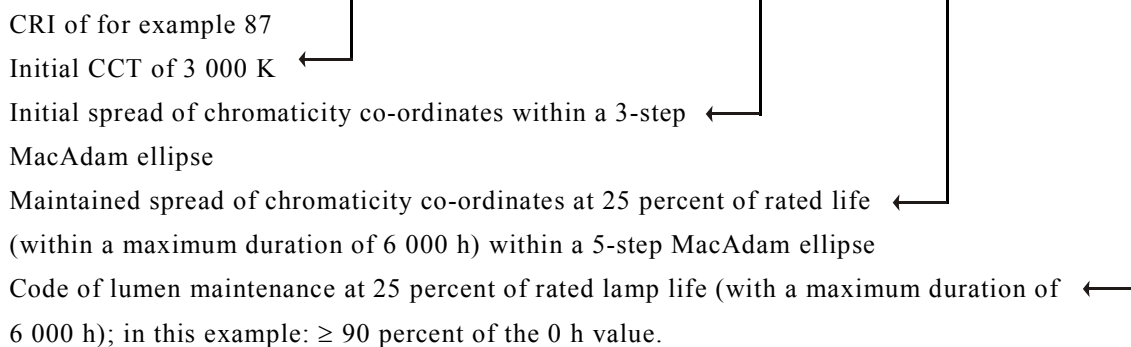 CRI of for example 87
Initial CCT of 3 000 K
Initial spread of chromaticity co-ordinates within a 3-step
MacAdam ellipse
Maintained spread of chromaticity co-ordinates at 25 percent of rated life
(within a maximum duration of 6 000 h) within a 5-step MacAdam ellipse
Code of lumen maintenance at 25 percent of rated lamp life (with a maximum duration of
6 000 h); in this example: ≥ 90 percent of the 0 h value.